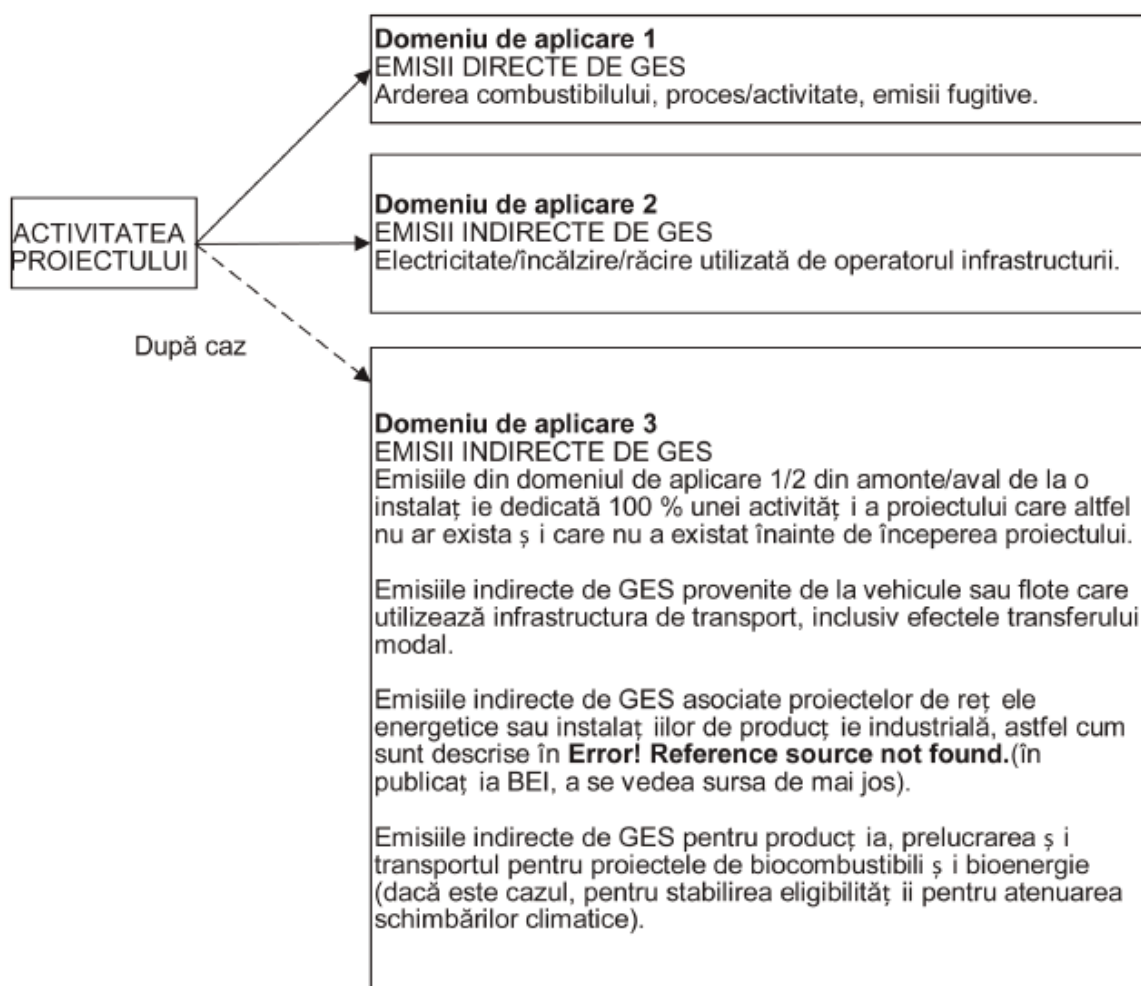 Domeniu de aplicare 1
EMISII DIRECTE DE GES
Arderea combustibilului, proces/activitate, emisii fugitive.
ACTIVITATEA
PROIECTULUI
Domeniu de aplicare 2
EMISII INDIRECTE DE GES
Electricitate/încălzire/răcire utilizată de operatorul infrastructurii.
După caz
Domeniu de aplicare 3
EMISII INDIRECTE DE GES
Emisiile din domeniul de aplicare 1/2 din amonte/aval de la o
instalaț ie dedicată 100 % unei activităț i a proiectului care altfel
nu ar exista ș i care nu a existat înainte de începerea proiectului.
Emisiile indirecte de GES provenite de la vehicule sau flote care
utilizează infrastructura de transport, inclusiv efectele transferului
modal.
Emisiile indirecte de GES asociate proiectelor de reț ele
energetice sau instalaț iilor de producț ie industrială, astfel cum
sunt descrise în Error! Reference source not found.(în
publicaț ia BEI, a se vedea sursa de mai jos).
Emisiile indirecte de GES pentru producț ia, prelucrarea ș i
transportul pentru proiectele de biocombustibili ș i bioenergie
(dacă este cazul, pentru stabilirea eligibilităț ii pentru atenuarea
schimbărilor climatice).